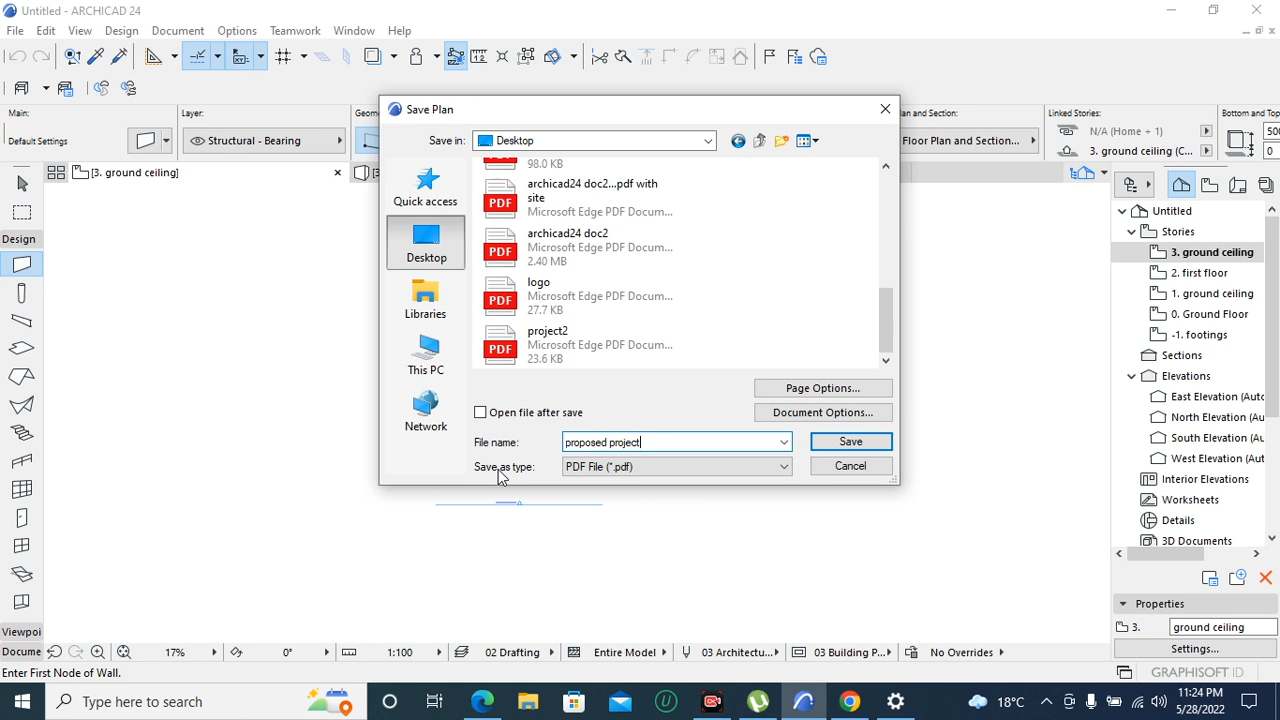 Untitled - ARCHICAD 24
File Edit View Design Document Options Teamwork Window Help
Main:
Layer:
Default Settings
Structural - Bearing
lan and Section:
Floor Plan and Section...
Linked Stories:
N/A (Home + 1)
3. ground ceiling (C...
Bottom and Top
[3. ground ceiling]
Design
Viewpoi
Docume
Save Plan
Save in:
Desktop
Quick access
Desktop
Libraries
This PC
Network
PDF
98.0 KB
PDF
archicad24 doc2...pdf with
site
Microsoft Edge PDF Docum...
PDF
archicad24 doc2
Microsoft Edge PDF Docum...
2.40 MB
PDF
logo
Microsoft Edge PDF Docum...
27.7 KB
PDF
project2
Microsoft Edge PDF Docum...
23.6 KB
Page Options...
Open file after save
Document Options...
File name:
proposed project
Save
Save as type:
PDF File (*.pdf)
Cancel
Untitled
Stories
3. ground ceiling
2. first floor
1. ground ceiling
0. Ground Floor
-1. footings
Sections
Elevations
East Elevation (Autc
North Elevation (Au
South Elevation (Au
West Elevation (Aut
Interior Elevations
Worksheets
Details
3D Documents
Properties
3.
ground ceiling
Settings...
17%
0°
1:100
02 Drafting
Entire Model
03 Architectu...
03 Building P...
No Overrides
Enter First Node of Wall.
GRAPHISOFT ID
Type here to search
18°C
11:24 PM
5/28/2022